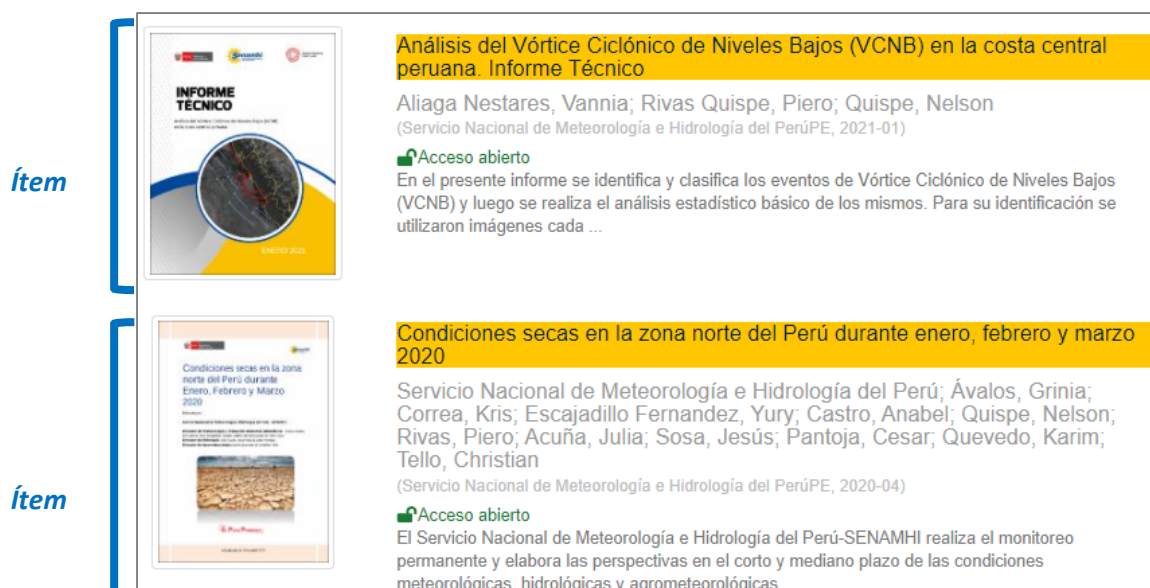 Ítem
INFORME
TÉCNICO
ENERO 2021
Análisis del Vórtice Ciclónico de Niveles Bajos (VCNB) en la costa central
peruana. Informe Técnico
Aliaga Nestares, Vannia; Rivas Quispe, Piero; Quispe, Nelson
(Servicio Nacional de Meteorología e Hidrología del PerúPE, 2021-01)
Acceso abierto
En el presente informe se identifica y clasifica los eventos de Vórtice Ciclónico de Niveles Bajos
(VCNB) y luego se realiza el análisis estadístico básico de los mismos. Para su identificación se
utilizaron imágenes cada ...
Ítem
Condiciones secas en la zona
norte del Perú durante
Enero, Febrero y Marzo
2020
Condiciones secas en la zona norte del Perú durante enero, febrero y marzo
2020
Servicio Nacional de Meteorología e Hidrología del Perú; Ávalos, Grinia;
Correa, Kris; Escajadillo Fernandez, Yury; Castro, Anabel; Quispe, Nelson;
Rivas, Piero; Acuña, Julia; Sosa, Jesús; Pantoja, Cesar; Quevedo, Karim;
Tello, Christian
(Servicio Nacional de Meteorología e Hidrología del PerúPE, 2020-04)
Acceso abierto
El Servicio Nacional de Meteorología e Hidrología del Perú-SENAMHI realiza el monitoreo
permanente y elabora las perspectivas en el corto y mediano plazo de las condiciones
meteorológicas, hidrológicas y agrometeorológicas